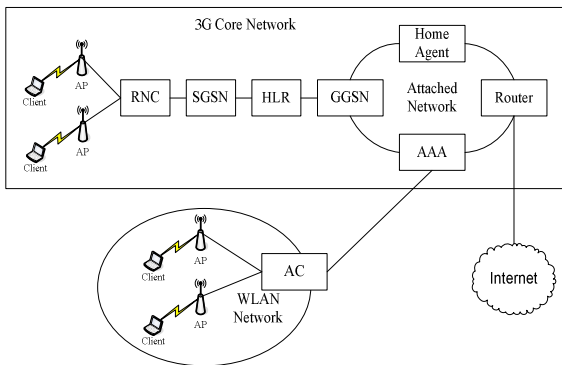 3G Core Network
Home
Agent
Client
AP
RNC
SGSN
HLR
GGSN
Attached
Network
Router
Client
AP
AAA
Client
AP
AC
Internet
WLAN
Network
Client
AP